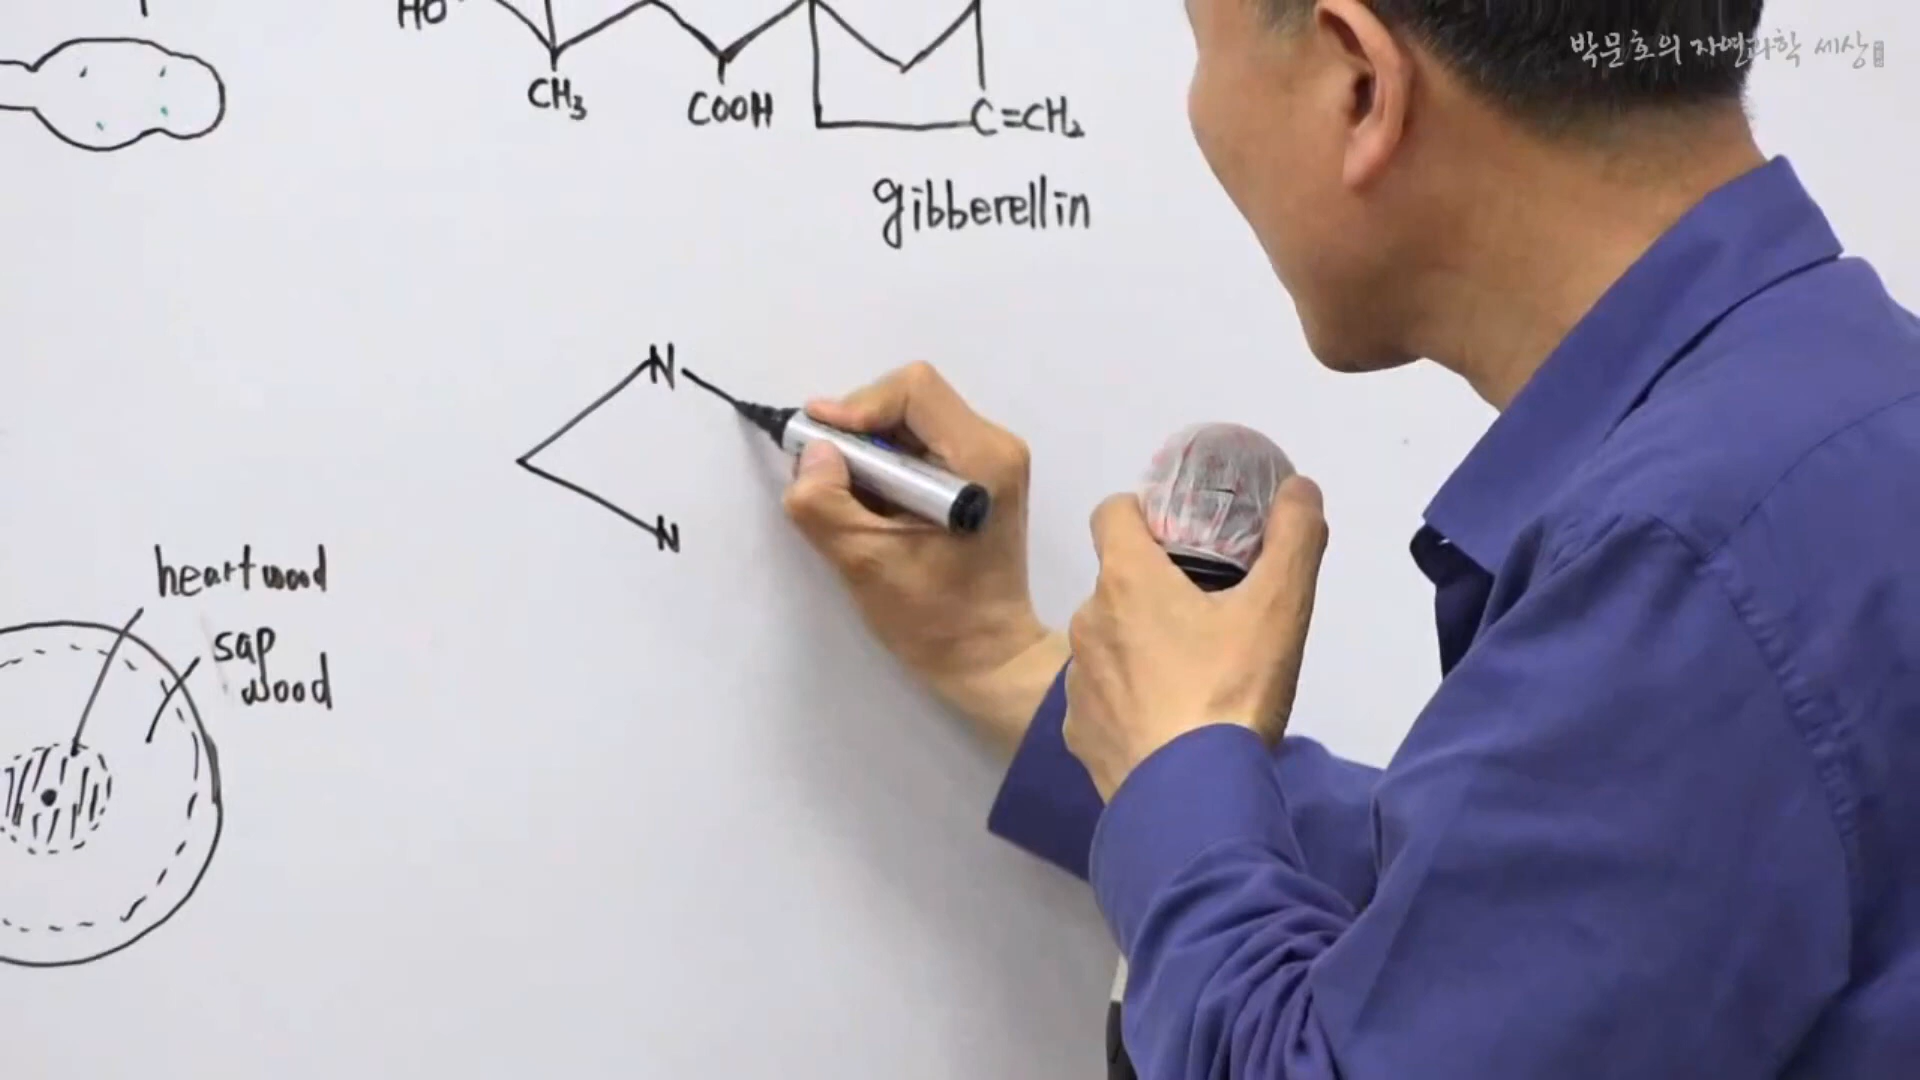 HO
박문호의 자연과학 세상
CH₃
COOH
C=CH₂
gibberellin
N
N
heartwood
sap
wood